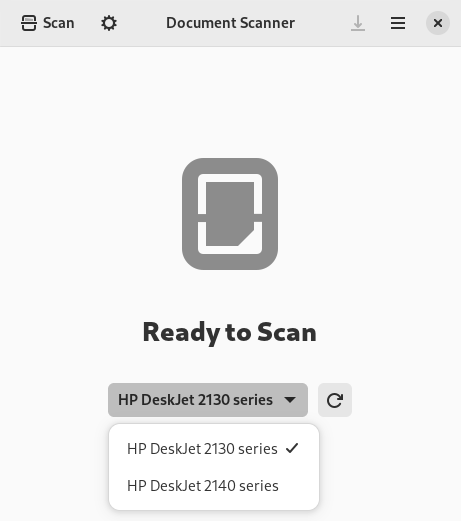 Scan
Document Scanner
Ready to Scan
HP DeskJet 2130 series
HP DeskJet 2130 series
HP DeskJet 2140 series